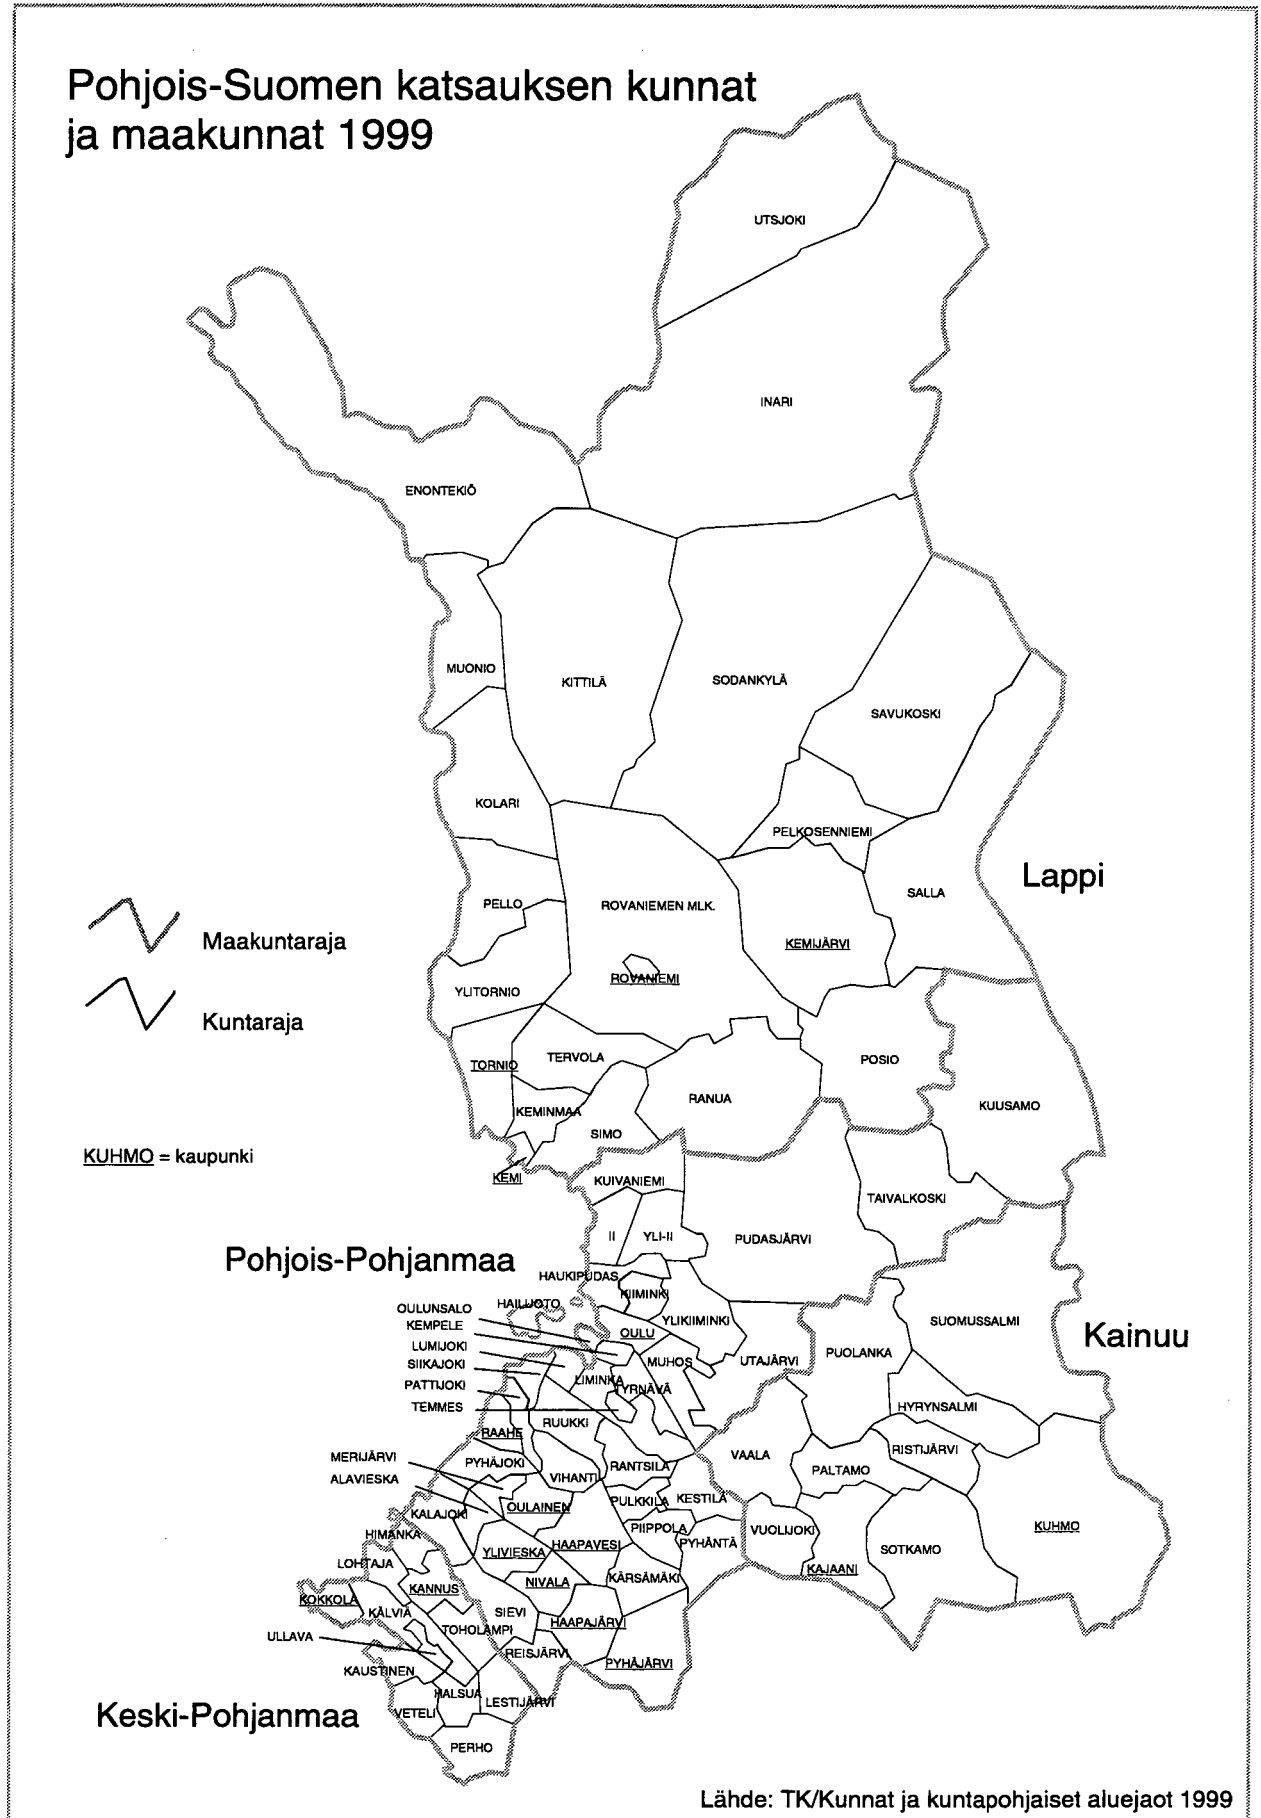 Pohjois-Suomen katsauksen kunnat
ja maakunnat 1999
UTSJOKI
INARI
ENONTEKIÖ
MUONIO
KITTILÄ
SODANKYLÄ
SAVUKOSKI
KOLARI
PELKOSENNIEMI
Lappi
SALLA
PELLO
ROVANIEMEN MLK.
KEMIJÄRVI
Maakuntaraja
ROVANIEMI
YLITORNIO
Kuntaraja
TORNIO
TERVOLA
POSIO
RANUA
KUUSAMO
KEMINMAA
SIMO
KUHMO = kaupunki
KEMI
KUIVANIEMI
TAIVALKOSKI
II
YLI-II
PUDASJÄRVI
Pohjois-Pohjanmaa
HAUKIPUDAS
KIIMINKI
HAILUOTO
OULUNSALO
KEMPELE
YLIKIIMINKI
SUOMUSSALMI
OULU
Kainuu
LUMIJOKI
SIIKAJOKI
MUHOS
UTAJÄRVI
PUOLANKA
PATTIJOKI
LIMINKA
TYRNÄVÄ
TEMMES
HYRYNSALMI
RUUKKI
RAAHE
RISTIJÄRVI
MERIJÄRVI
PYHÄJOKI
RANTSILA
VAALA
PALTAMO
ALAVIESKA
VIHANTI
KALAJOKI
OULAINEN
PULKKILA
KESTILÄ
HIMANKA
PIIPPOLA
VUOLIJOKI
KUHMO
YLIVIESKA
HAAPAVESI
PYHÄNTÄ
SOTKAMO
LOHTAJA
KAJAANI
KANNUS
NIVALA
KÄRSÄMÄKI
KOKKOLA
KÄLVIÄ
SIEVI
HAAPAJÄRVI
ULLAVA
TOHOLAMPI
REISJÄRVI
PYHÄJÄRVI
KAUSTINEN
HALSUA
LESTIJÄRVI
Keski-Pohjanmaa
VETELI
PERHO
Lähde: TK/Kunnat ja kuntapohjaiset aluejaot 1999